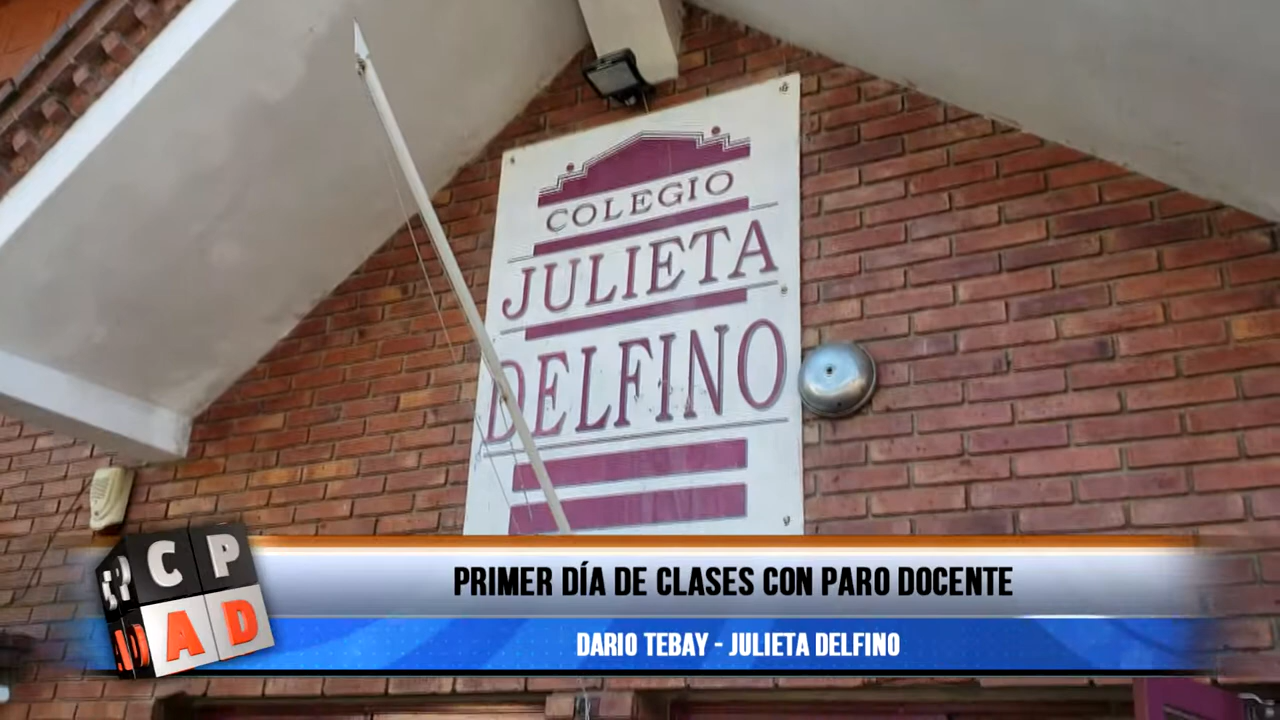 COLEGIO
JULIETA
DELFINO
CP
AD
PRIMER DÍA DE CLASES CON PARO DOCENTE
DARIO TEBAY - JULIETA DELFINO